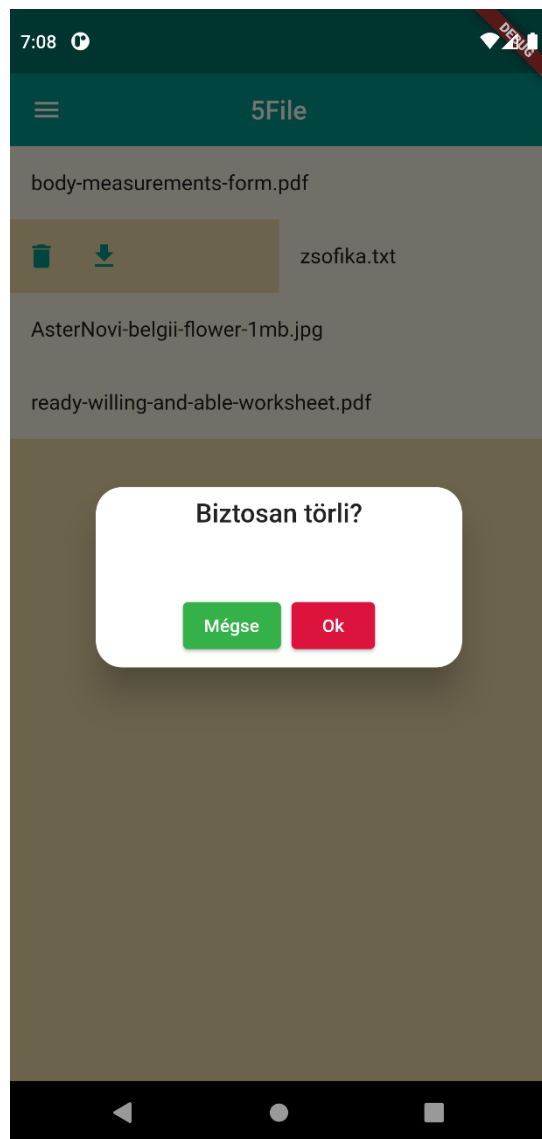 7:08
DEBUG
5File
body-measurements-form.pdf
zsofika.txt
AsterNovi-belgii-flower-1mb.jpg
ready-willing-and-able-worksheet.pdf
Biztosan törli?
Mégse Ok